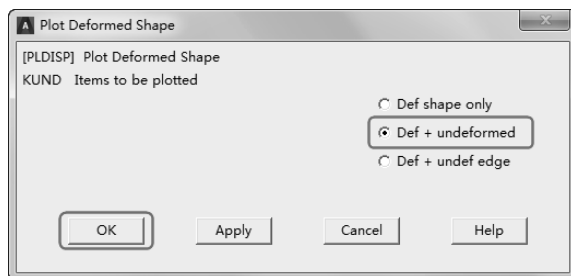 Plot Deformed Shape
[PLDISP] Plot Deformed Shape
KUND Items to be plotted
Def shape only
Def + undeformed
Def + undef edge
OK Apply Cancel Help